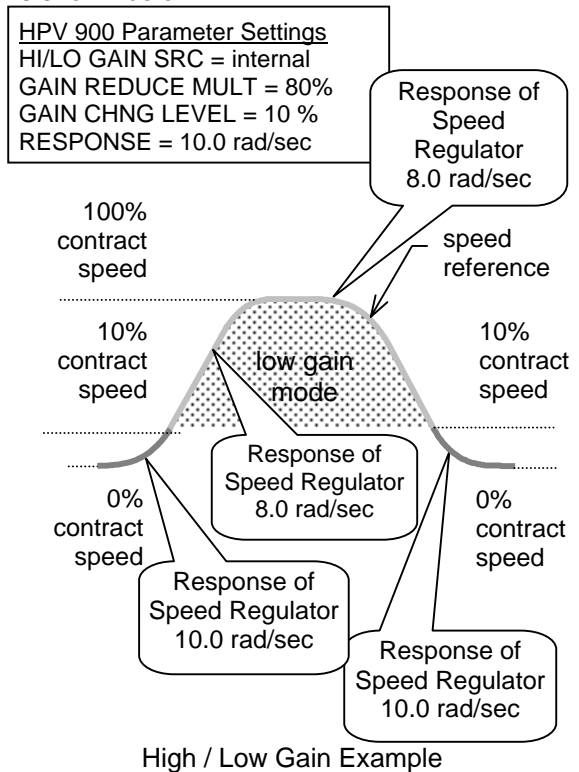 HPV 900 Parameter Settings
HI/LO GAIN SRC = internal
GAIN REDUCE MULT = 80%
GAIN CHNG LEVEL = 10 %
RESPONSE = 10.0 rad/sec
Response of
Speed
Regulator
8.0 rad/sec
100%
contract
speed
speed
reference
10%
contract
speed
low gain
mode
10%
contract
speed
Response of
Speed Regulator
8.0 rad/sec
0%
contract
speed
0%
contract
speed
Response of
Speed Regulator
10.0 rad/sec
Response of
Speed Regulator
10.0 rad/sec
High / Low Gain Example